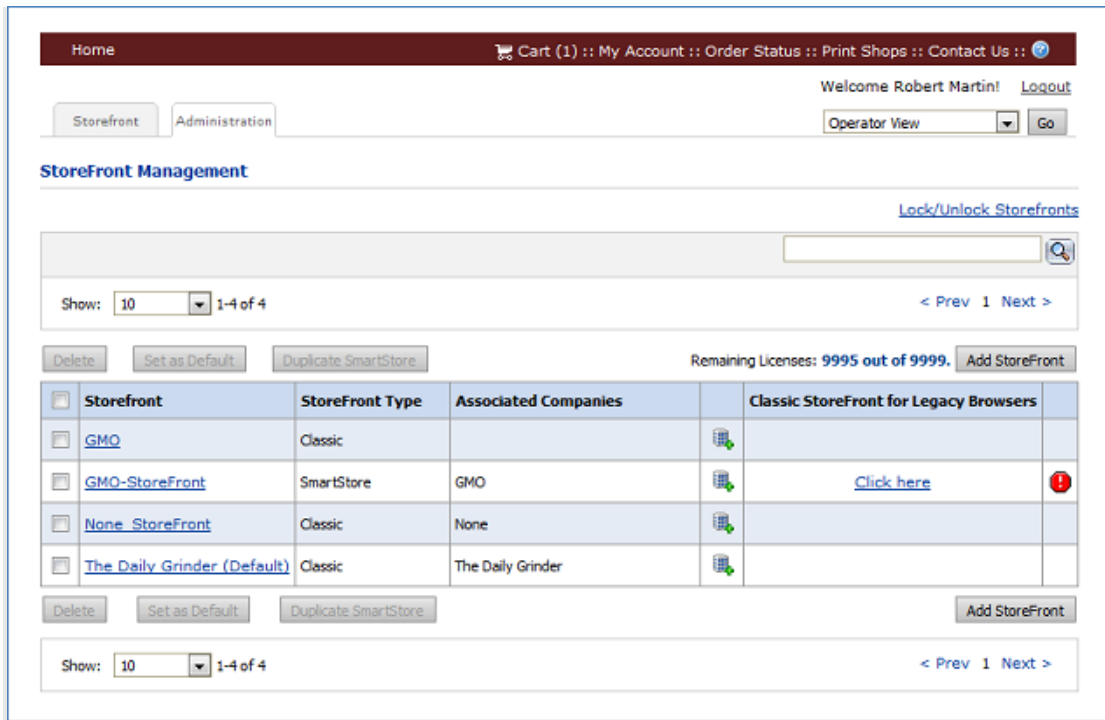 Home Cart (1) :: My Account :: Order Status :: Print Shops :: Contact Us :: ?
Welcome Robert Martin! Logout
Storefront Administration
Operator View Go
StoreFront Management
Lock/Unlock Storefronts
Show: 10 1-4 of 4 < Prev 1 Next >
Delete Set as Default Duplicate SmartStore Remaining Licenses: 9995 out of 9999. Add StoreFront
Storefront StoreFront Type Associated Companies Classic StoreFront for Legacy Browsers
GMO Classic
GMO-StoreFront SmartStore GMO Click here !
None_StoreFront Classic None
The Daily Grinder (Default) Classic The Daily Grinder
Delete Set as Default Duplicate SmartStore Add StoreFront
Show: 10 1-4 of 4 < Prev 1 Next >